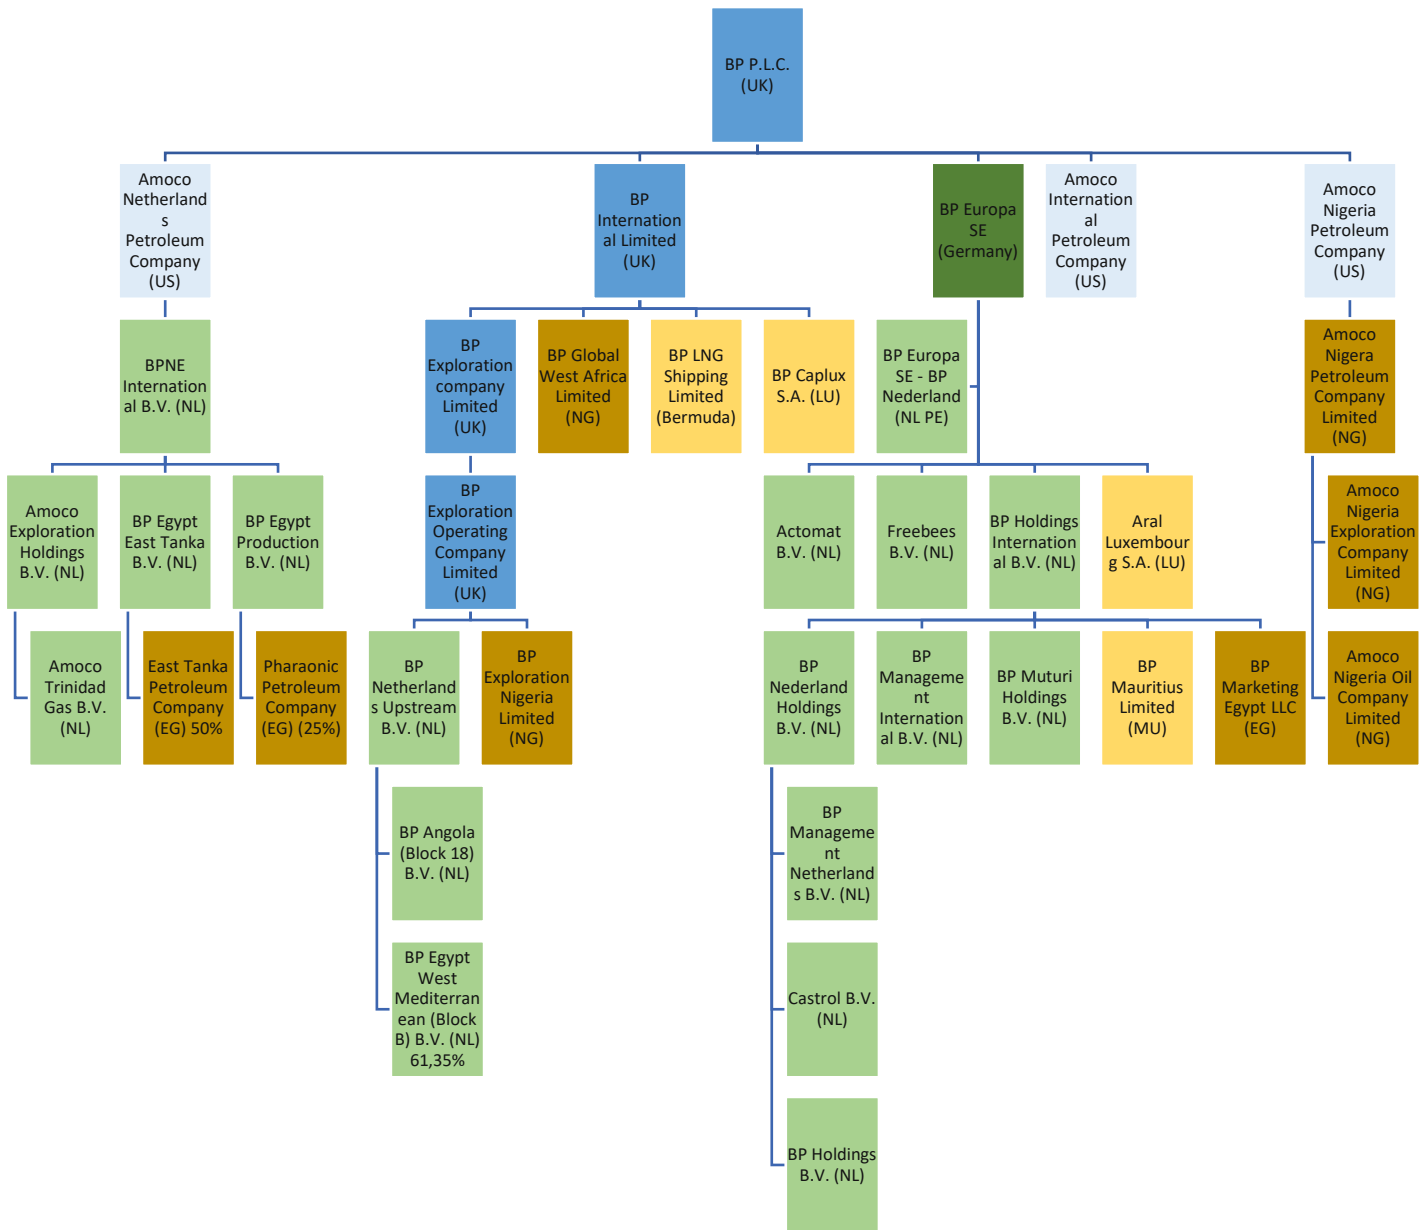 BP P.L.C.
(UK)
Amoco
Netherland
s
Petroleum
Company
(US)
BP
Internation
al Limited
(UK)
BP Europa
SE
(Germany)
Amoco
Internation
al
Petroleum
Company
(US)
Amoco
Nigeria
Petroleum
Company
(US)
BPNE
Internation
al B.V. (NL)
BP
Exploration
company
Limited
(UK)
BP Global
West Africa
Limited
(NG)
BP LNG
Shipping
Limited
(Bermuda)
BP Caplux
S.A. (LU)
BP Europa
SE - BP
Nederland
(NL PE)
Amoco
Nigera
Petroleum
Company
Limited
(NG)
Amoco
Exploration
Holdings
B.V. (NL)
BP Egypt
East Tanka
B.V. (NL)
BP Egypt
Production
B.V. (NL)
BP
Exploration
Operating
Company
Limited
(UK)
Actomat
B.V. (NL)
Freebees
B.V. (NL)
BP Holdings
Internation
al B.V. (NL)
Aral
Luxembour
g S.A. (LU)
Amoco
Nigeria
Exploration
Company
Limited
(NG)
Amoco
Trinidad
Gas B.V.
(NL)
East Tanka
Petroleum
Company
(EG) 50%
Pharaonic
Petroleum
Company
(EG) (25%)
BP
Netherland
s Upstream
B.V. (NL)
BP
Exploration
Nigeria
Limited
(NG)
BP
Nederland
Holdings
B.V. (NL)
BP
Manageme
nt
Internation
al B.V. (NL)
BP Muturi
Holdings
B.V. (NL)
BP
Mauritius
Limited
(MU)
BP
Marketing
Egypt LLC
(EG)
Amoco
Nigeria Oil
Company
Limited
(NG)
BP Angola
(Block 18)
B.V. (NL)
BP
Manageme
nt
Netherland
s B.V. (NL)
BP Egypt
West
Mediterran
ean (Block
B) B.V. (NL)
61,35%
Castrol B.V.
(NL)
BP Holdings
B.V. (NL)